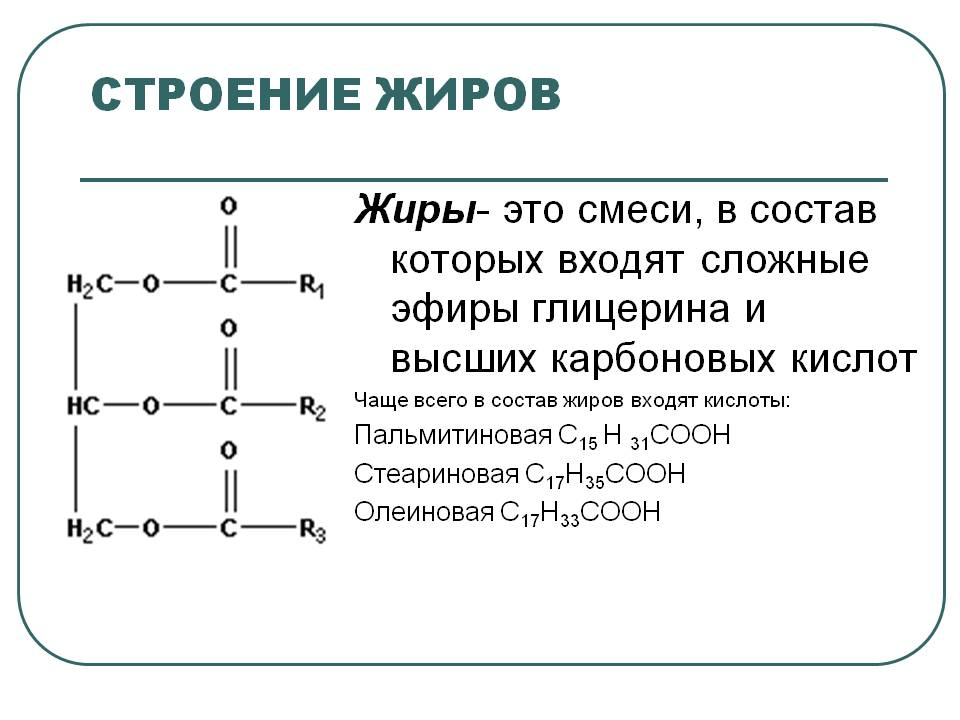 СТРОЕНИЕ ЖИРОВ
Жиры- это смеси, в состав
которых входят сложные
эфиры глицерина и
высших карбоновых кислот
Чаще всего в состав жиров входят кислоты:
Пальмитиновая C₁₅ H ₃₁COOH
Стеариновая C₁₇H₃₅COOH
Олеиновая C₁₇H₃₃COOH
O
H₂C—O—C—R₁
O
HC—O—C—R₂
O
H₂C—O—C—R₃